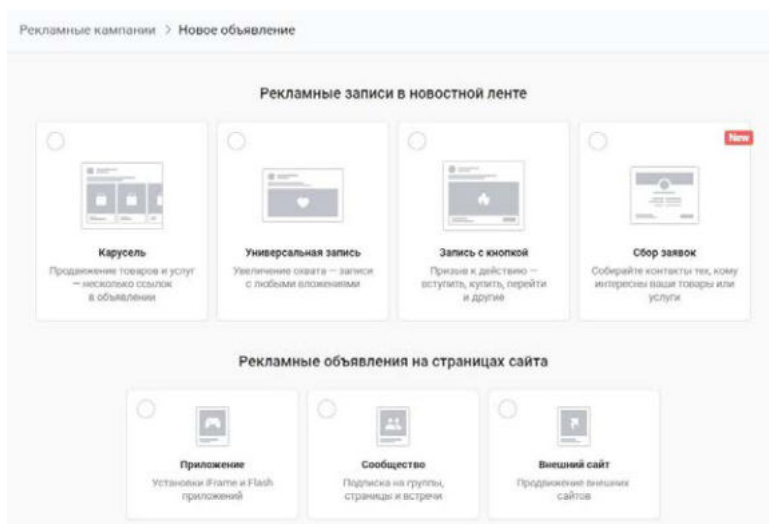 Рекламные кампании > Новое объявление
Рекламные записи в новостной ленте
New
Карусель
Продвижение товаров и услуг
— несколько ссылок
в объявлении
Универсальная запись
Увеличение охвата — записи
с любыми вложениями
Запись с кнопкой
Призыв к действию —
вступить, купить, перейти
и другие
Сбор заявок
Собирайте контакты тех, кому
интересны ваши товары или
услуги
Рекламные объявления на страницах сайта
Приложение
Установки iFrame и Flash
приложений
Сообщество
Подписка на группы,
страницы и встречи
Внешний сайт
Продвижение внешних
сайтов